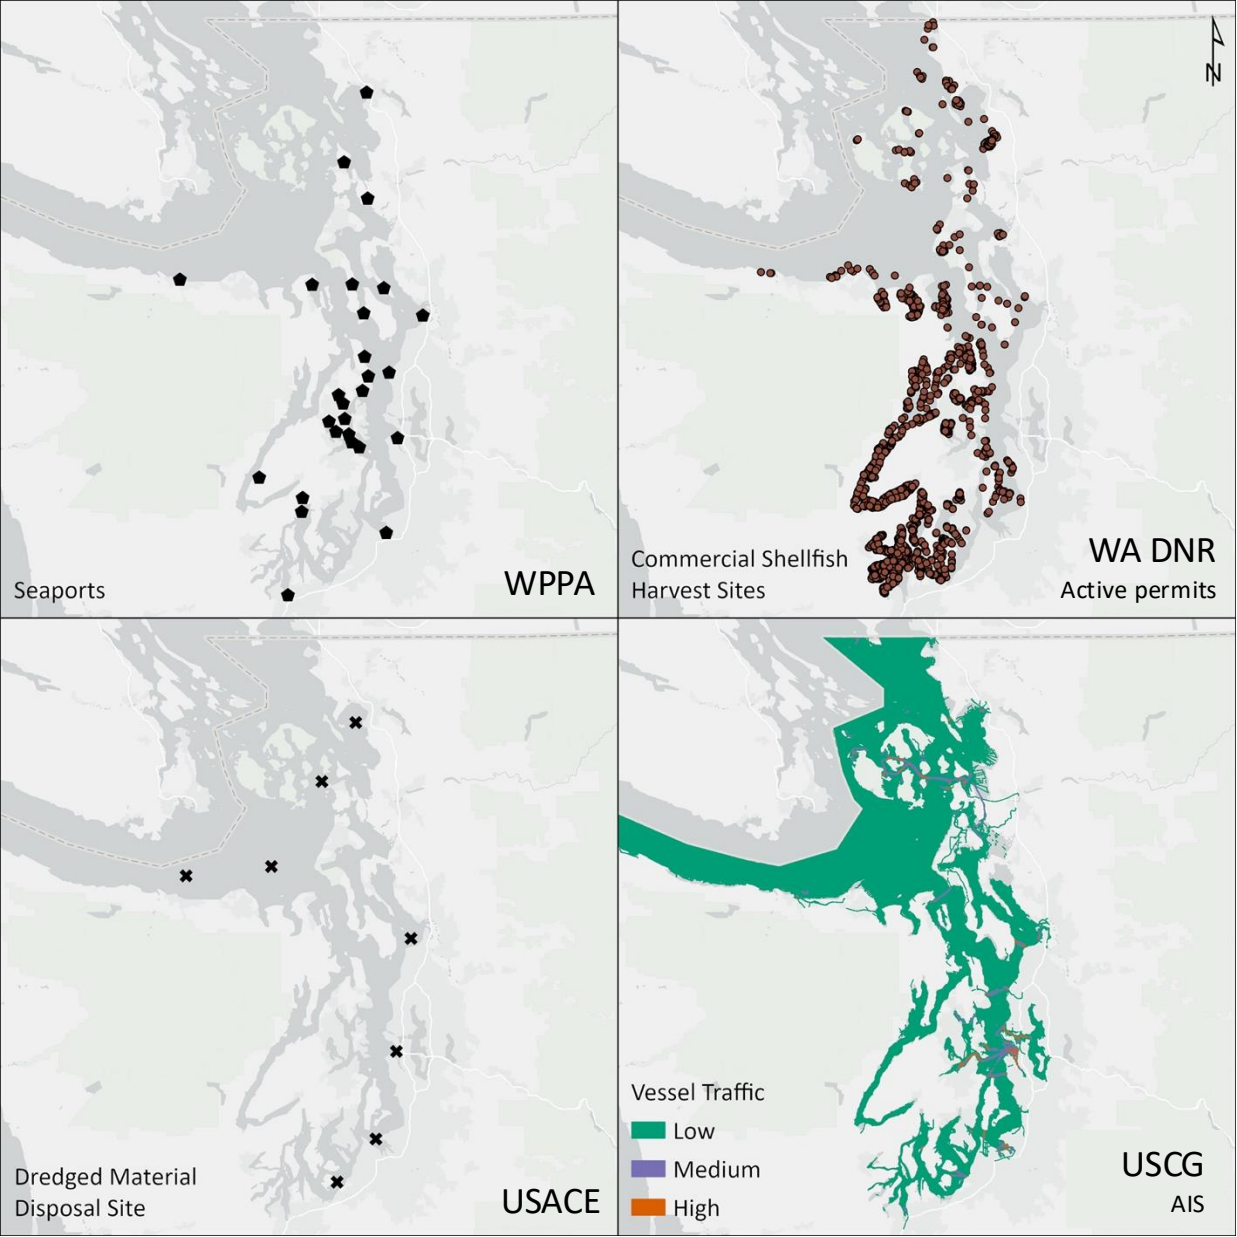 N
Seaports
WPPA
Commercial Shellfish
Harvest Sites
WA DNR
Active permits
Dredged Material
Disposal Site
USACE
Vessel Traffic
Low
Medium
High
USCG
AIS